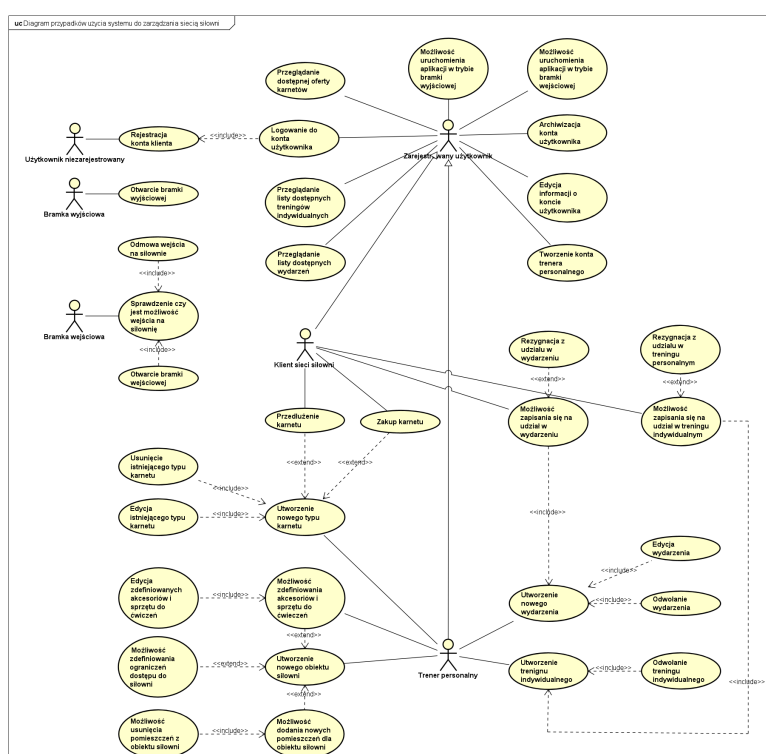 uc Diagram przypadków użycia systemu do zarządzania siecią siłowni
Możliwość
uruchomienia
aplikacji w trybie
bramki
wyjściowej
Możliwość
uruchomienia
aplikacji w trybie
bramki
wejściowej
Przeglądanie
dostępnej oferty
karnetów
Użytkownik niezarejestrowany
Rejestracja
konta klienta
<<include>>
Logowanie do
konta
użytkownika
Zarejestrowany użytkownik
Archiwizacja
konta
użytkownika
Bramka wyjściowa
Otwarcie bramki
wyjściowej
Przeglądanie
listy dostępnych
treningów
indywidualnych
Edycja
informacji o
koncie
użytkownika
Odmowa wejścia
na silownie
<<include>>
Przeglądanie
listy dostępnych
wydarzeń
Tworzenie konta
trenera
personalnego
Bramka wejściowa
Sprawdzenie czy
jest możliwość
wejścia na
siłownię
<<include>>
Otwarcie bramki
wejściowej
Klient sieci siłowni
Rezygnacja z
udziału w
wydarzeniu
<<extend>>
Rezygnacja z
udziału w
treningu
personalnym
<<extend>>
Przedłużenie
karnetu
Zakup karnetu
Możliwość
zapisania się na
udział w
wydarzeniu
Możliwość
zapisania się na
udział w treningu
indywidualnym
Usunięcie
istniejącego typu
karnetu
<<include>>
<<extend>>
<<extend>>
Edycja
istniejącego typu
karnetu
<<include>>
Utworzenie
nowego typu
karnetu
<<include>>
Edycja
wydarzenia
<<include>>
Edycja
zdefiniowanych
akcesoriów i
sprzętu do
ćwiczeń
<<include>>
Możliwość
zdefiniowania
akcesoriów i
sprzętu do
ćwieczeń
<<extend>>
Utworzenie
nowego
wydarzenia
<<include>>
Odwołanie
wydarzenia
Możliwość
zdefiniowania
ograniczeń
dostępu do
siłowni
<<extend>>
Utworzenie
nowego obiektu
siłowni
<<extend>>
Trener personalny
Utworzenie
trenignu
indywidualnego
<<include>>
Odwołanie
treningu
indywidualnego
<<include>>
Możliwość
usunięcia
pomieszczeń z
obiektu siłowni
<<include>>
Możliwość
dodania nowych
pomieszczeń dla
obiektu siłowni